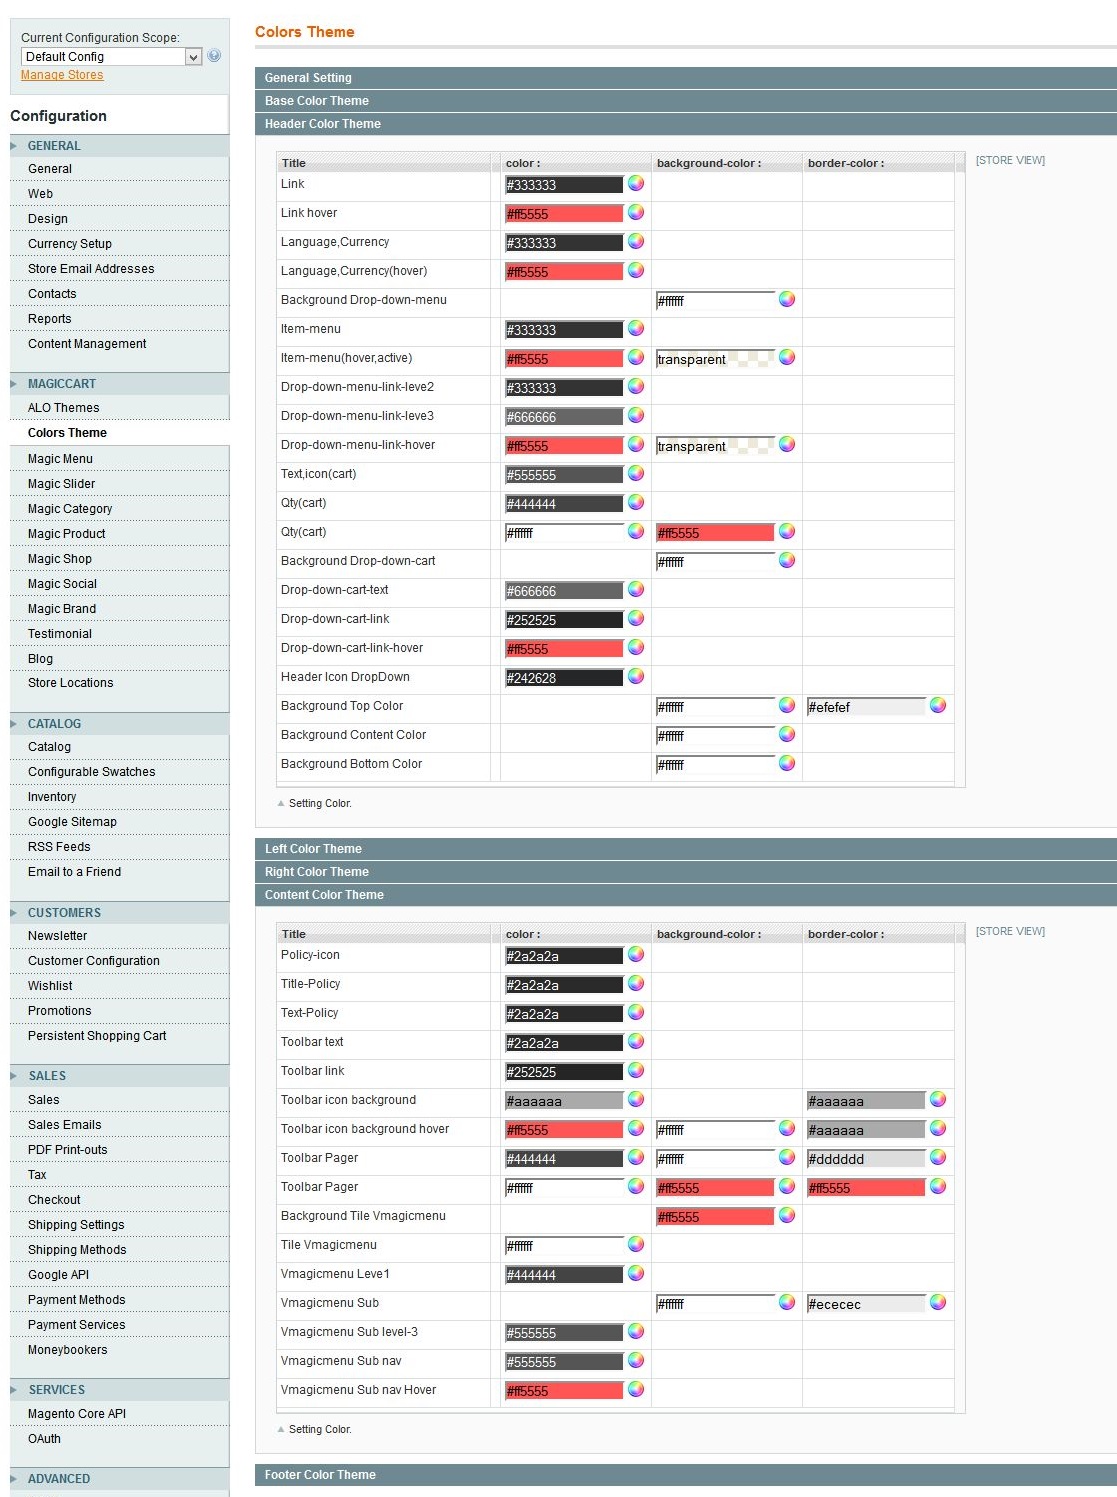 Current Configuration Scope:
Default Config
Manage Stores
Configuration
GENERAL
General
Web
Design
Currency Setup
Store Email Addresses
Contacts
Reports
Content Management
MAGICCART
ALO Themes
Colors Theme
Magic Menu
Magic Slider
Magic Category
Magic Product
Magic Shop
Magic Social
Magic Brand
Testimonial
Blog
Store Locations
CATALOG
Catalog
Configurable Swatches
Inventory
Google Sitemap
RSS Feeds
Email to a Friend
CUSTOMERS
Newsletter
Customer Configuration
Wishlist
Promotions
Persistent Shopping Cart
SALES
Sales
Sales Emails
PDF Print-outs
Tax
Checkout
Shipping Settings
Shipping Methods
Google API
Payment Methods
Payment Services
Moneybookers
SERVICES
Magento Core API
OAuth
ADVANCED
Colors Theme
General Setting
Base Color Theme
Header Color Theme
Title color : background-color : border-color : [STORE VIEW]
Link #333333
Link hover #ff5555
Language,Currency #333333
Language,Currency(hover) #ff5555
Background Drop-down-menu #ffffff
Item-menu #333333
Item-menu(hover,active) #ff5555 transparent
Drop-down-menu-link-leve2 #333333
Drop-down-menu-link-leve3 #666666
Drop-down-menu-link-hover #ff5555 transparent
Text,icon(cart) #555555
Qty(cart) #444444
Qty(cart) #ffffff #ff5555
Background Drop-down-cart #ffffff
Drop-down-cart-text #666666
Drop-down-cart-link #252525
Drop-down-cart-link-hover #ff5555
Header Icon DropDown #242628
Background Top Color #ffffff #efefef
Background Content Color #ffffff
Background Bottom Color #ffffff
Setting Color.
Left Color Theme
Right Color Theme
Content Color Theme
Title color : background-color : border-color : [STORE VIEW]
Policy-icon #2a2a2a
Title-Policy #2a2a2a
Text-Policy #2a2a2a
Toolbar text #2a2a2a
Toolbar link #252525
Toolbar icon background #aaaaaa #aaaaaa
Toolbar icon background hover #ff5555 #ffffff #aaaaaa
Toolbar Pager #444444 #ffffff #dddddd
Toolbar Pager #ffffff #ff5555 #ff5555
Background Tile Vmagicmenu #ff5555
Tile Vmagicmenu #ffffff
Vmagicmenu Leve1 #444444
Vmagicmenu Sub #ffffff #ececec
Vmagicmenu Sub level-3 #555555
Vmagicmenu Sub nav #555555
Vmagicmenu Sub nav Hover #ff5555
Setting Color.
Footer Color Theme